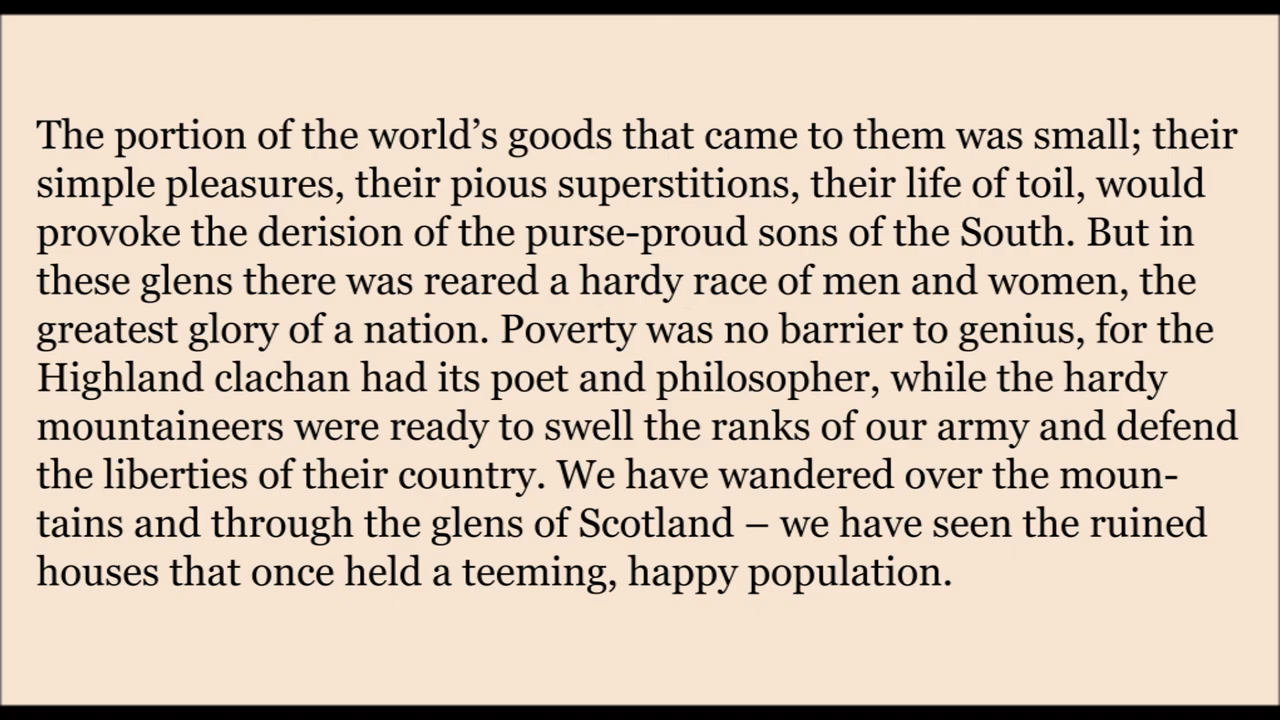 The portion of the world’s goods that came to them was small; their
simple pleasures, their pious superstitions, their life of toil, would
provoke the derision of the purse-proud sons of the South. But in
these glens there was reared a hardy race of men and women, the
greatest glory of a nation. Poverty was no barrier to genius, for the
Highland clachan had its poet and philosopher, while the hardy
mountaineers were ready to swell the ranks of our army and defend
the liberties of their country. We have wandered over the moun-
tains and through the glens of Scotland – we have seen the ruined
houses that once held a teeming, happy population.